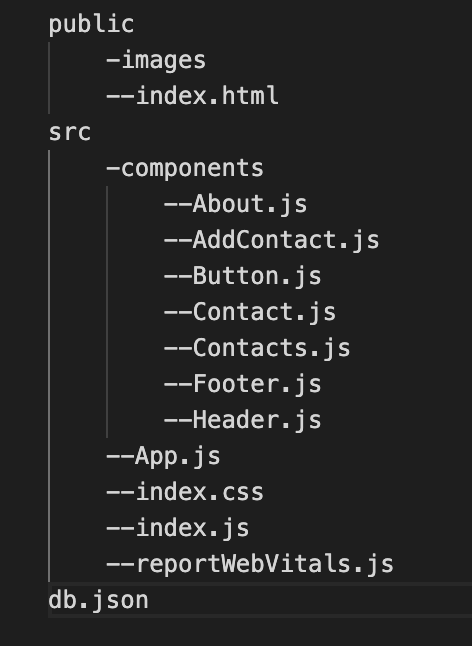 public
-images
--index.html
src
-components
--About.js
--AddContact.js
--Button.js
--Contact.js
--Contacts.js
--Footer.js
--Header.js
--App.js
--index.css
--index.js
--reportWebVitals.js
db.json